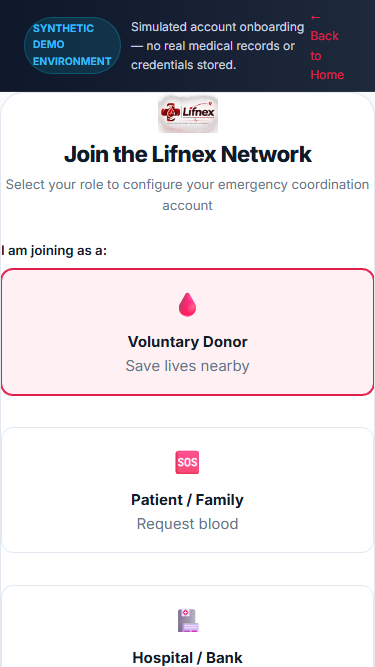 SYNTHETIC
DEMO
ENVIRONMENT
Simulated account onboarding
— no real medical records or
credentials stored.
←
Back
to
Home
Lifnex
Join the Lifnex Network
Select your role to configure your emergency coordination
account
I am joining as a:
Voluntary Donor
Save lives nearby
SOS
Patient / Family
Request blood
Hospital / Bank